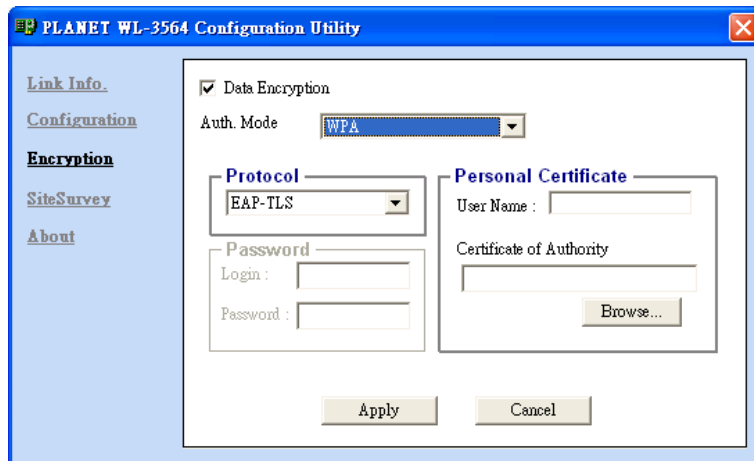 PLANET WL-3564 Configuration Utility
Link Info.
Configuration
Encryption
SiteSurvey
About
Data Encryption
Auth. Mode WPA
Protocol
EAP-TLS
Password
Login :
Password :
Personal Certificate
User Name :
Certificate of Authority
Browse...
Apply Cancel